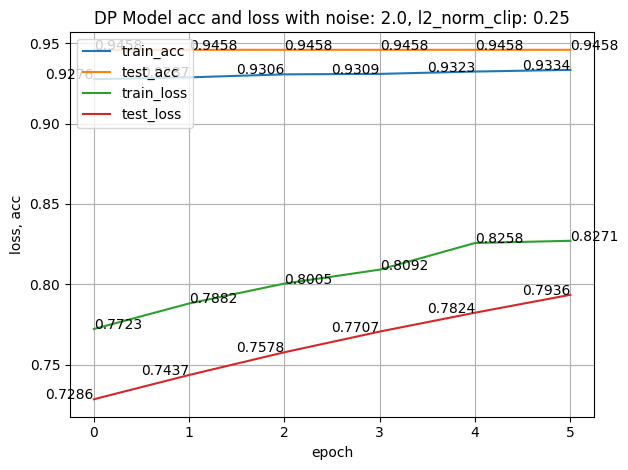 DP Model acc and loss with noise: 2.0, l2_norm_clip: 0.25
loss, acc
0.95
0.90
0.85
0.80
0.75
train_acc
test_acc
train_loss
test_loss
0.9458 0.9458 0.9458 0.9458 0.9458 0.9458
0.9276 0.9306 0.9309 0.9323 0.9334
0.7723 0.7882 0.8005 0.8092 0.8258 0.8271
0.7286 0.7437 0.7578 0.7707 0.7824 0.7936
0 1 2 3 4 5
epoch